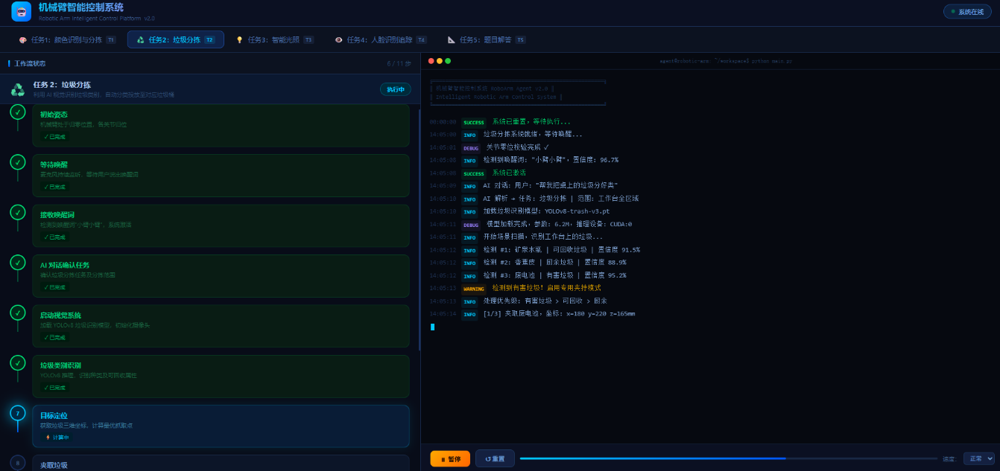 机械臂智能控制系统
Robotic Arm Intelligent Control Platform v2.0
系统在线
任务1: 颜色识别与分拣 T1
任务2: 垃圾分拣 T2
任务3: 智能光照 T3
任务4: 人脸识别追踪 T4
任务5: 题目解答 T5
工作流状态
6 / 11 步
任务 2: 垃圾分拣
利用 AI 视觉识别垃圾类别，自动分类投放至对应垃圾桶
执行中
✓
初始姿态
机械臂处于归零位置，各关节归位
✓ 已完成
✓
等待唤醒
麦克风持续监听，等待用户说出唤醒词
✓ 已完成
✓
接收唤醒词
检测到唤醒词"小臂小臂"，系统激活
✓ 已完成
✓
AI 对话确认任务
确认垃圾分拣任务及分拣范围
✓ 已完成
✓
启动视觉系统
加载 YOLOv8 垃圾识别模型，初始化摄像头
✓ 已完成
✓
垃圾类别识别
YOLOv8 推理，识别种类及可回收属性
✓ 已完成
7
目标定位
获取垃圾三维坐标，计算最优抓取点
计算中
8
夹取垃圾
agent@robotic-arm: ~/workspace$ python main.py
机械臂智能控制系统 RoboArm Agent v2.0
Intelligent Robotic Arm Control System
00:00:00 SUCCESS 系统已重置，等待执行...
14:05:00 INFO 垃圾分拣系统就绪，等待唤醒...
14:05:01 DEBUG 关节零位校验完成 ✓
14:05:08 INFO 检测到唤醒词: "小臂小臂"，置信度: 96.7%
14:05:08 SUCCESS 系统已激活
14:05:09 INFO AI 对话: 用户: "帮我把桌上的垃圾分好类"
14:05:10 INFO AI 解析 → 任务: 垃圾分拣 | 范围: 工作台全区域
14:05:10 INFO 加载垃圾识别模型: YOLOv8-trash-v3.pt
14:05:11 DEBUG 模型加载完成，参数: 6.2M，推理设备: CUDA:0
14:05:11 INFO 开始场景扫描，识别工作台上的垃圾...
14:05:12 INFO 检测 #1: 矿泉水瓶 | 可回收垃圾 | 置信度 91.5%
14:05:12 INFO 检测 #2: 香蕉皮 | 厨余垃圾 | 置信度 88.9%
14:05:12 INFO 检测 #3: 废电池 | 有害垃圾 | 置信度 95.2%
14:05:13 WARNING 检测到有害垃圾! 启用专用夹持模式
14:05:13 INFO 处理优先级: 有害垃圾 > 可回收 > 厨余
14:05:14 INFO [1/3] 夹取废电池，坐标: x=180 y=220 z=165mm
⏸ 暂停
↺ 重置
速度:
正常